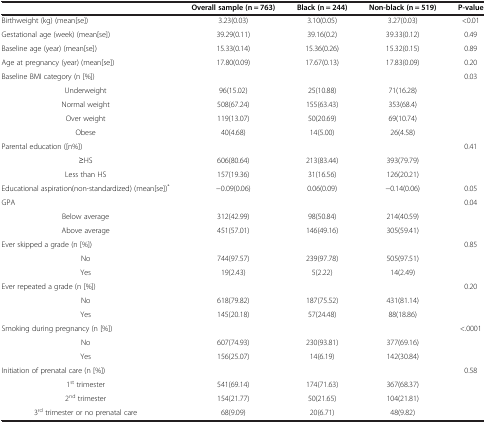 Overall sample (n = 763) Black (n = 244) Non-black (n = 519) P-value
Birthweight (kg) (mean[se]) 3.23(0.03) 3.10(0.05) 3.27(0.03) <0.01
Gestational age (week) (mean[se]) 39.29(0.11) 39.16(0.2) 39.33(0.12) 0.49
Baseline age (year) (mean[se]) 15.33(0.14) 15.36(0.26) 15.32(0.15) 0.89
Age at pregnancy (year) (mean[se]) 17.80(0.09) 17.67(0.13) 17.83(0.09) 0.20
Baseline BMI category (n [%]) 0.03
Underweight 96(15.02) 25(10.88) 71(16.28)
Normal weight 508(67.24) 155(63.43) 353(68.4)
Over weight 119(13.07) 50(20.69) 69(10.74)
Obese 40(4.68) 14(5.00) 26(4.58)
Parental education ([n%]) 0.41
≥HS 606(80.64) 213(83.44) 393(79.79)
Less than HS 157(19.36) 31(16.56) 126(20.21)
Educational aspiration(non-standardized) (mean[se])* −0.09(0.06) 0.06(0.09) −0.14(0.06) 0.05
GPA 0.04
Below average 312(42.99) 98(50.84) 214(40.59)
Above average 451(57.01) 146(49.16) 305(59.41)
Ever skipped a grade (n [%]) 0.85
No 744(97.57) 239(97.78) 505(97.51)
Yes 19(2.43) 5(2.22) 14(2.49)
Ever repeated a grade (n [%]) 0.20
No 618(79.82) 187(75.52) 431(81.14)
Yes 145(20.18) 57(24.48) 88(18.86)
Smoking during pregnancy (n [%]) <.0001
No 607(74.93) 230(93.81) 377(69.16)
Yes 156(25.07) 14(6.19) 142(30.84)
Initiation of prenatal care (n [%]) 0.58
1st trimester 541(69.14) 174(71.63) 367(68.37)
2nd trimester 154(21.77) 50(21.65) 104(21.81)
3rd trimester or no prenatal care 68(9.09) 20(6.71) 48(9.82)